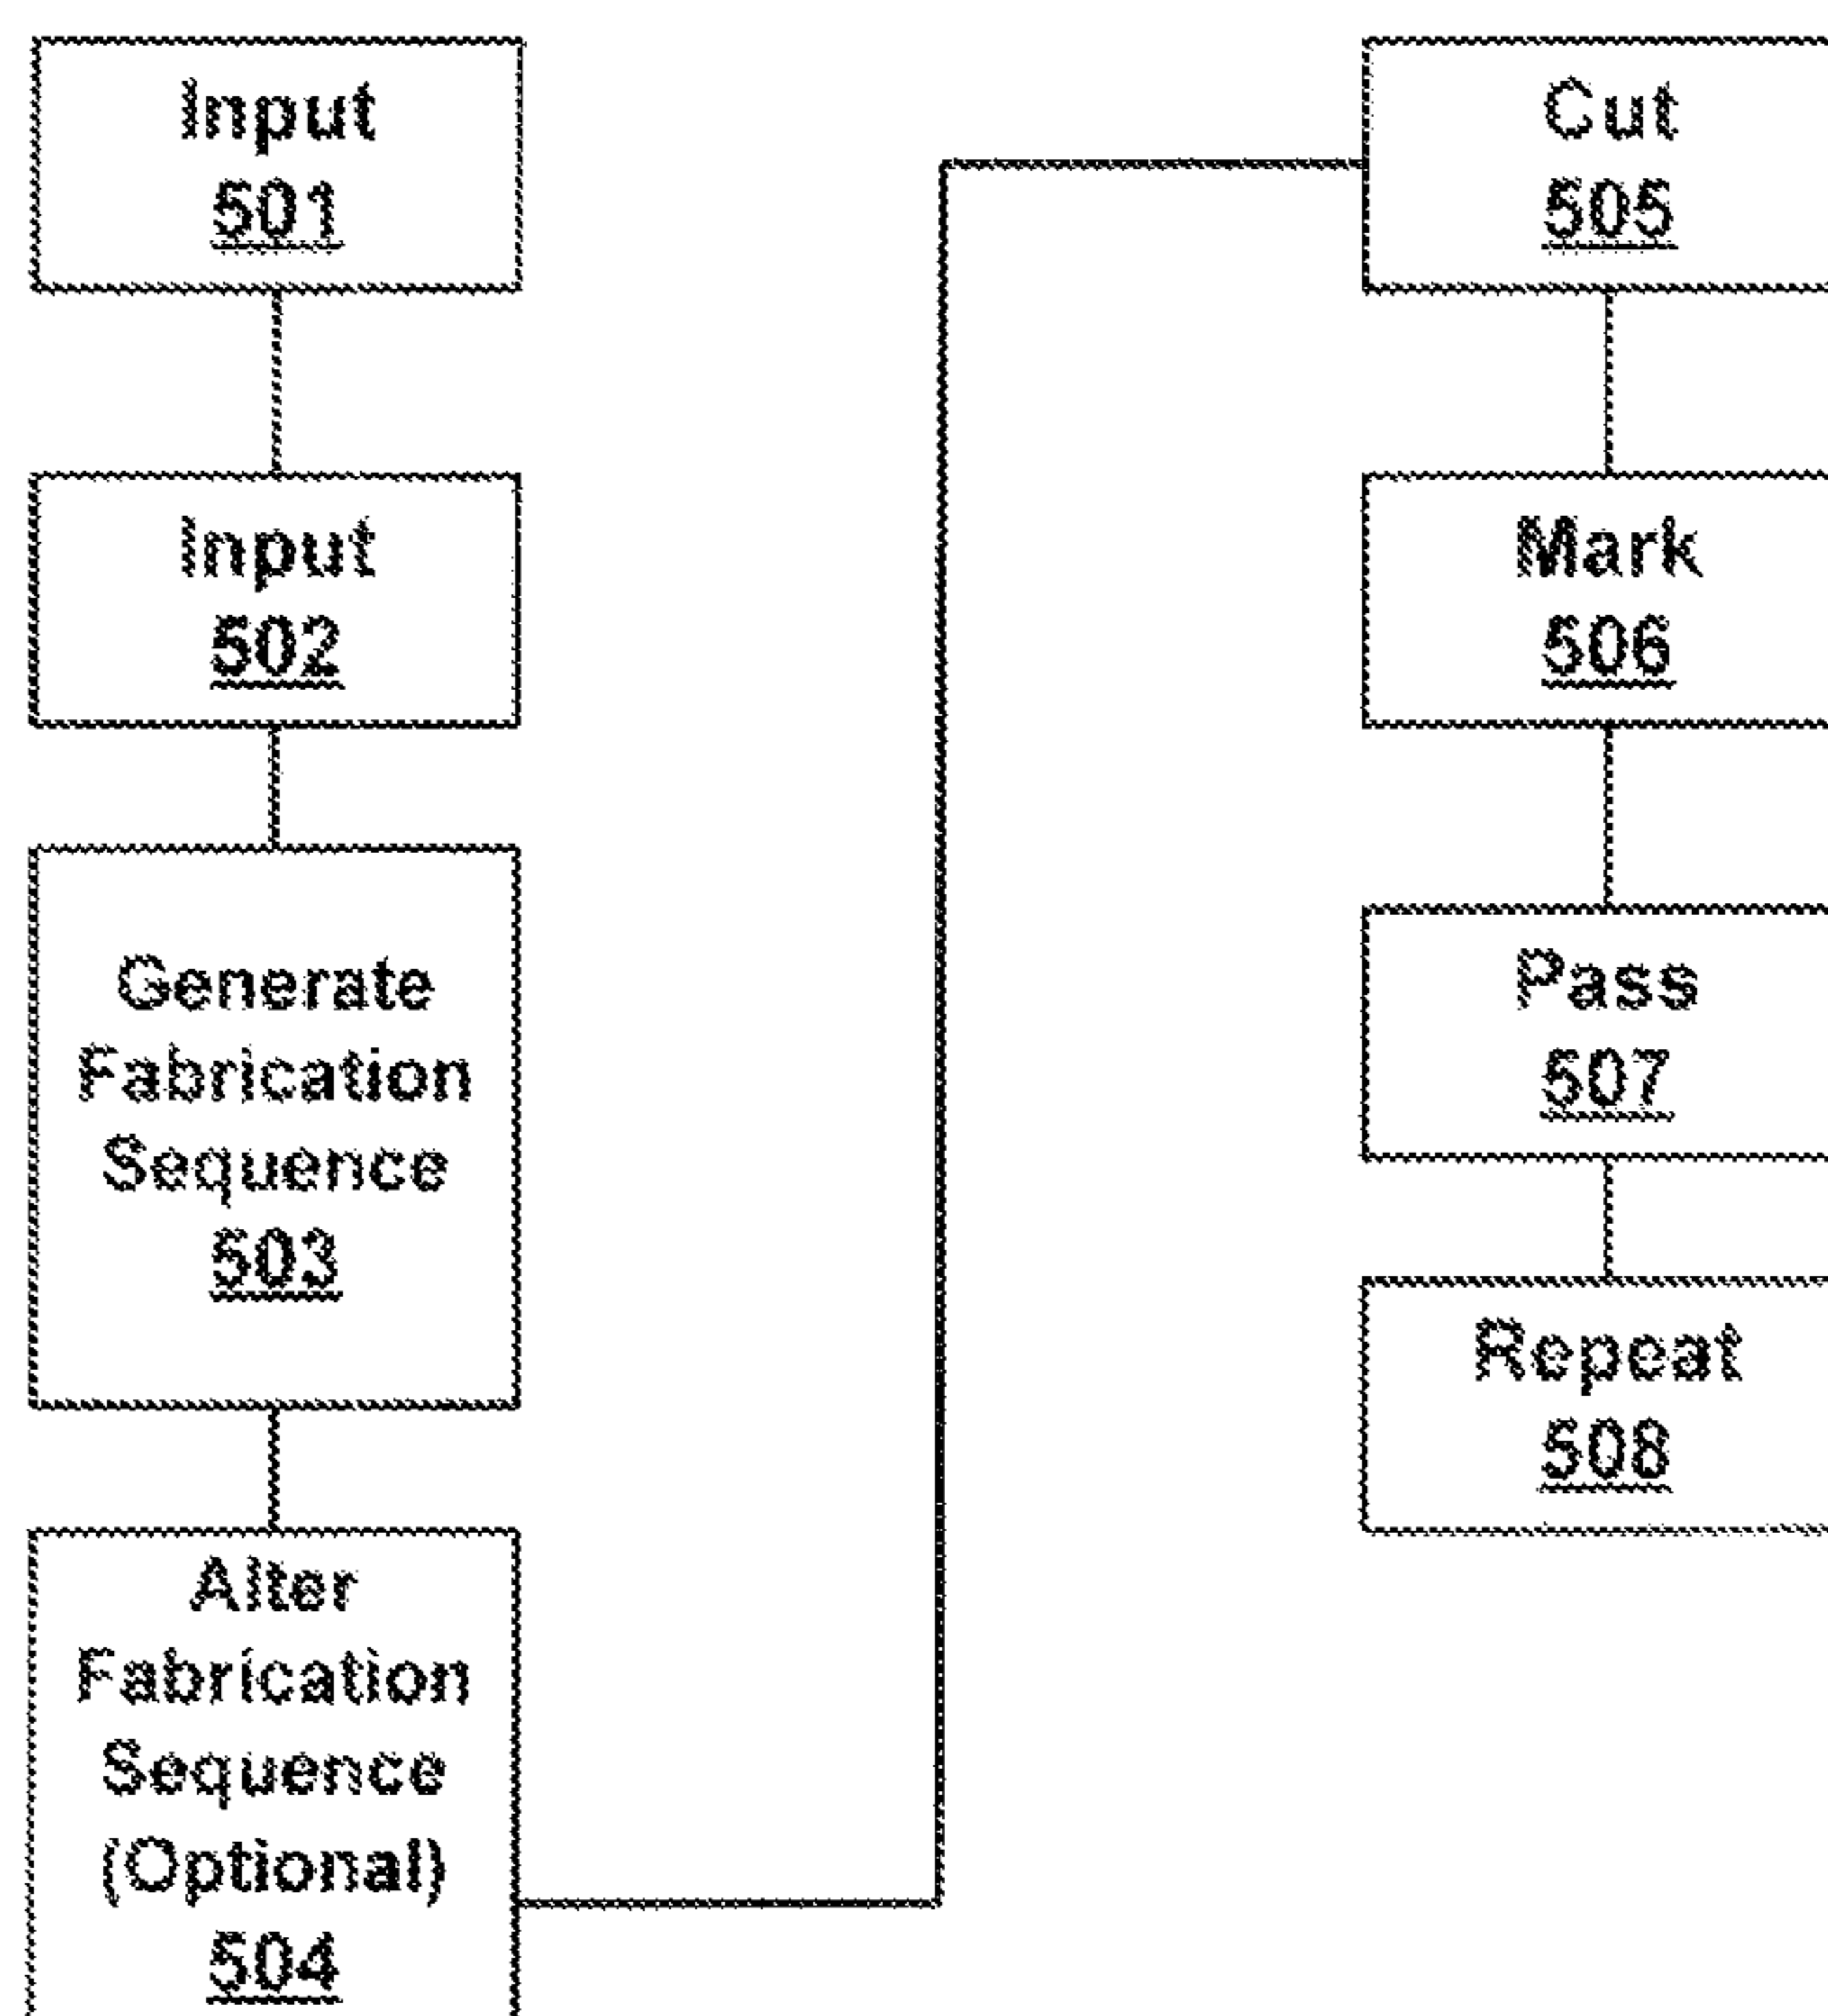 Input
501
Input
502
Generate
Fabrication
Sequence
503
Alter
Fabrication
Sequence
(Optional)
504
Cut
505
Mark
506
Pass
507
Repeat
508